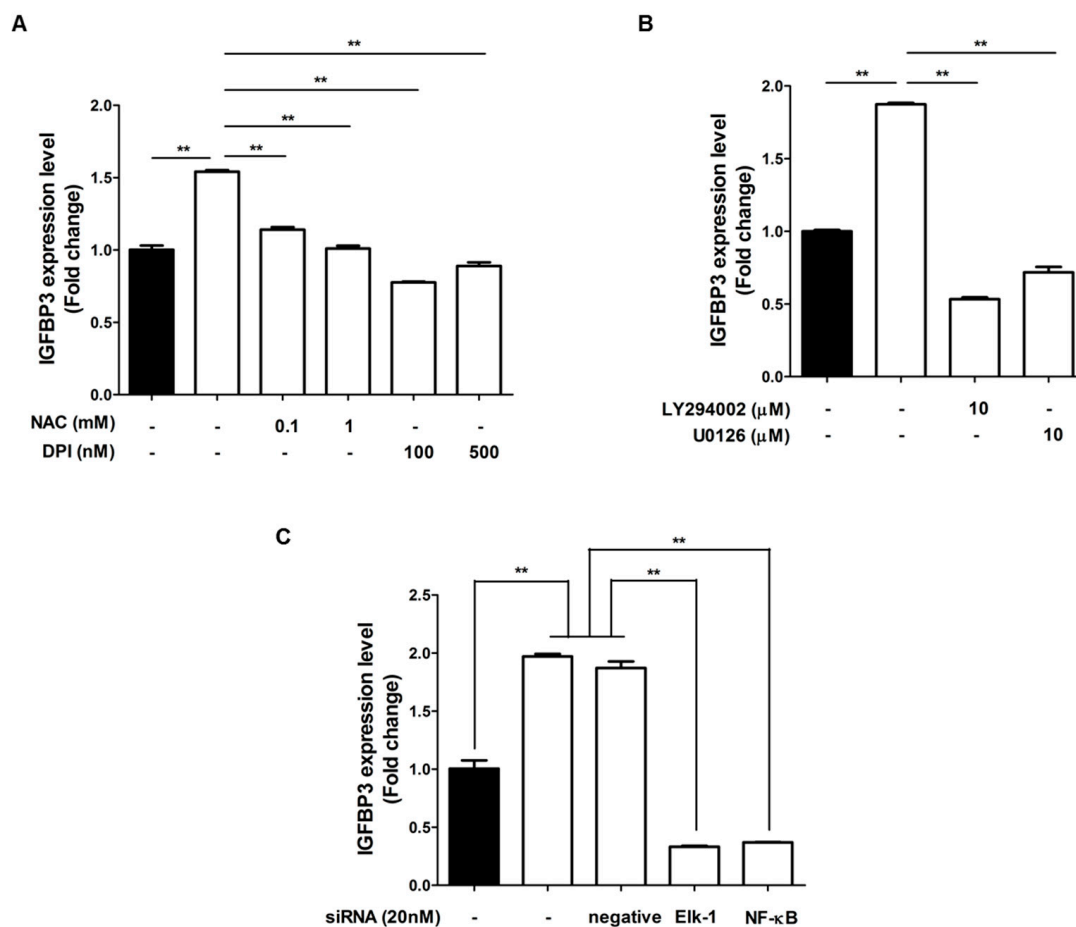 A
**
**
**
** **
IGFBP3 expression level
(Fold change)
2.0
1.5
1.0
0.5
0.0
NAC (mM) - - 0.1 1 - -
DPI (nM) - - - - 100 500
B
**
** **
IGFBP3 expression level
(Fold change)
2.0
1.5
1.0
0.5
0.0
LY294002 (μM) - - 10 -
U0126 (μM) - - - 10
C
**
** **
IGFBP3 expression level
(Fold change)
2.5
2.0
1.5
1.0
0.5
0.0
siRNA (20nM) - - negative Elk-1 NF-κB